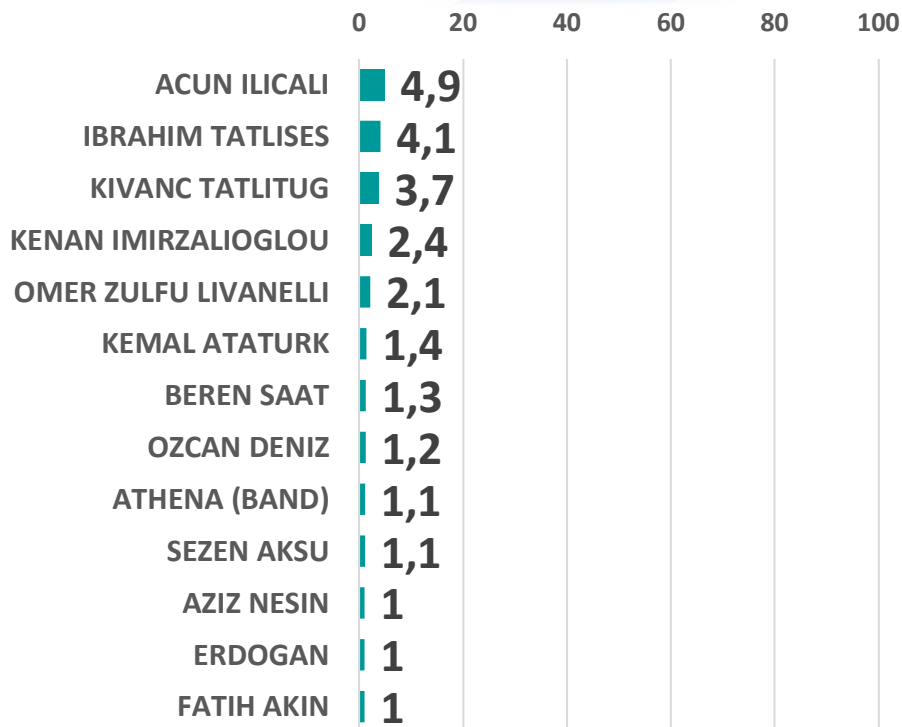 0 20 40 60 80 100
ACUN ILICALI 4,9
IBRAHIM TATLISES 4,1
KIVANC TATLITUG 3,7
KENAN IMIRZALIOGLOU 2,4
OMER ZULFU LIVANELLI 2,1
KEMAL ATATURK 1,4
BEREN SAAT 1,3
OZCAN DENIZ 1,2
ATHENA (BAND) 1,1
SEZEN AKSU 1,1
AZIZ NESIN 1
ERDOGAN 1
FATIH AKIN 1